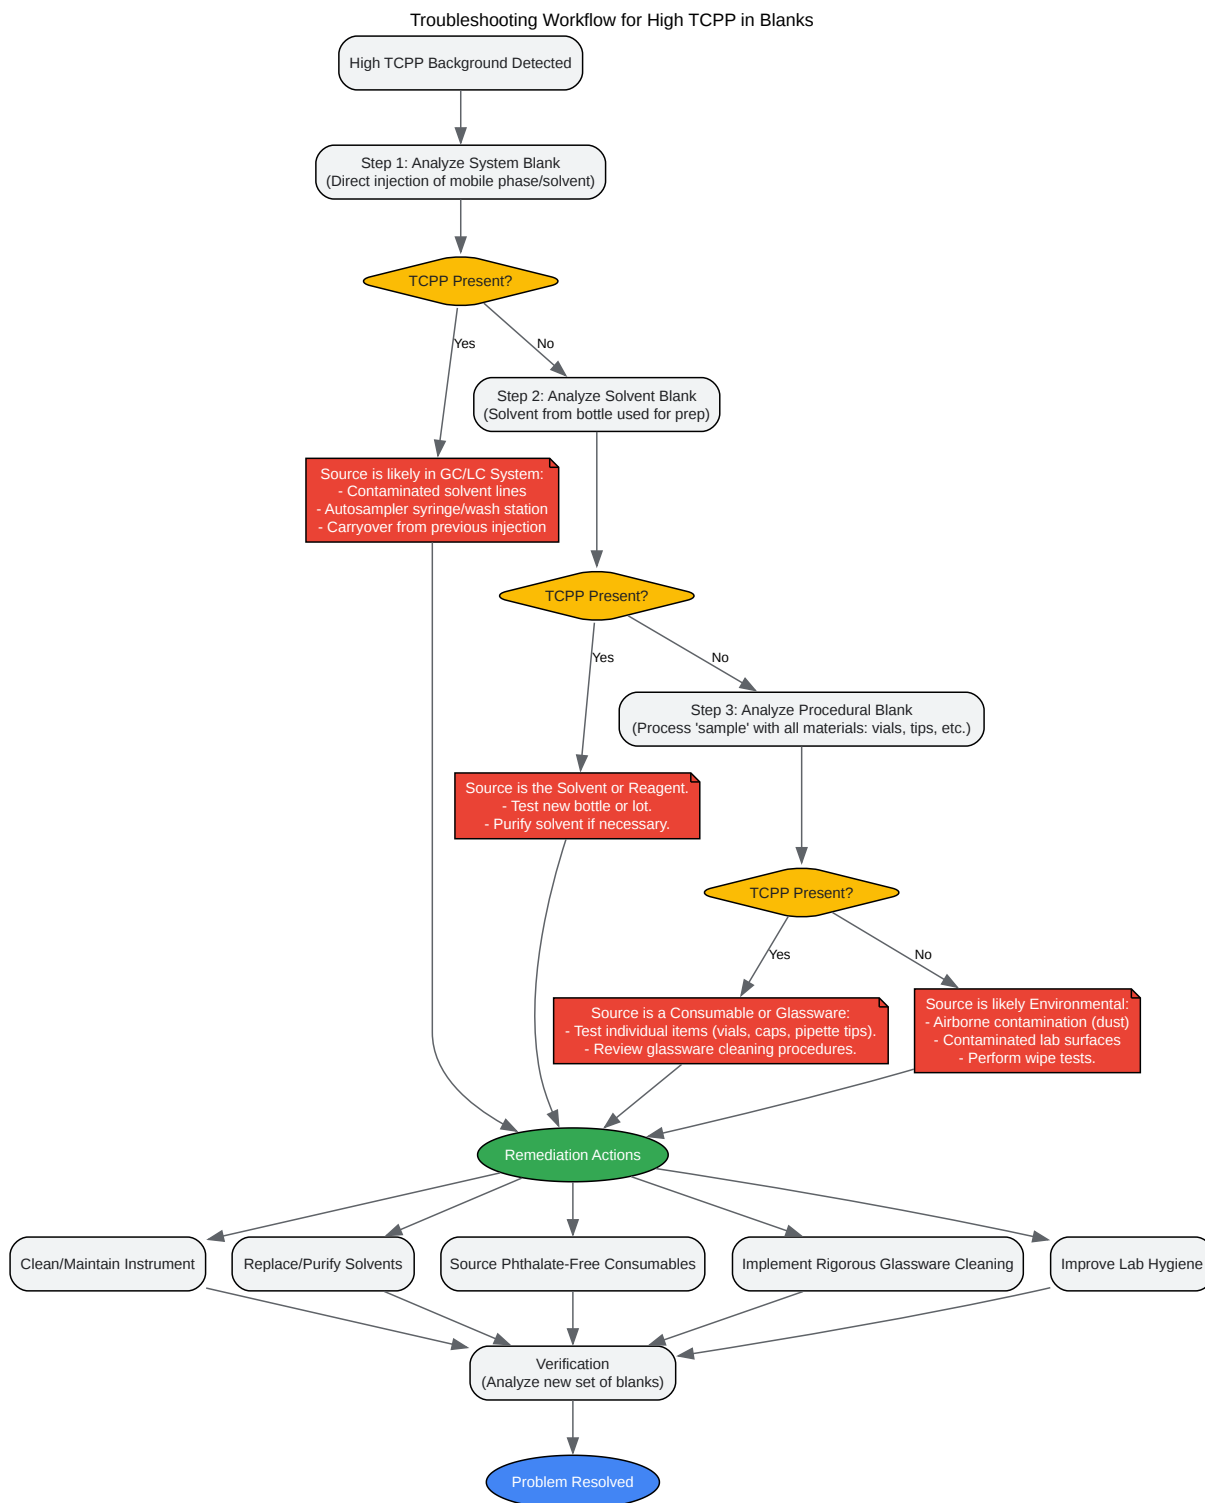 Troubleshooting Workflow for High TCPP in Blanks
High TCPP Background Detected
Step 1: Analyze System Blank
(Direct injection of mobile phase/solvent)
TCPP Present?
Yes
No
Step 2: Analyze Solvent Blank
(Solvent from bottle used for prep)
Source is likely in GC/LC System:
- Contaminated solvent lines
- Autosampler syringe/wash station
- Carryover from previous injection
TCPP Present?
Yes
No
Step 3: Analyze Procedural Blank
(Process 'sample' with all materials: vials, tips, etc.)
Source is the Solvent or Reagent.
- Test new bottle or lot.
- Purify solvent if necessary.
TCPP Present?
Yes
No
Source is a Consumable or Glassware:
- Test individual items (vials, caps, pipette tips).
- Review glassware cleaning procedures.
Source is likely Environmental:
- Airborne contamination (dust)
- Contaminated lab surfaces
- Perform wipe tests.
Remediation Actions
Clean/Maintain Instrument
Replace/Purify Solvents
Source Phthalate-Free Consumables
Implement Rigorous Glassware Cleaning
Improve Lab Hygiene
Verification
(Analyze new set of blanks)
Problem Resolved